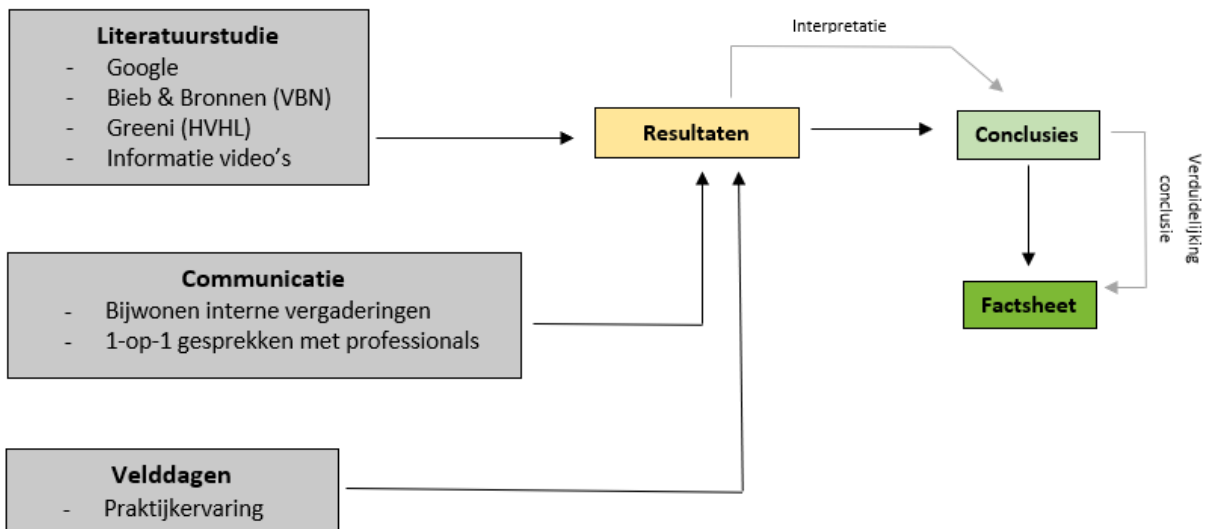 Literatuurstudie
- Google
- Bieb & Bronnen (VBN)
- Greeni (HVHL)
- Informatie video's
Communicatie
- Bijwonen interne vergaderingen
- 1-op-1 gesprekken met professionals
Velddagen
- Praktijkervaring
Resultaten
Interpretatie
Conclusies
Verduidelijking
conclusie
Factsheet